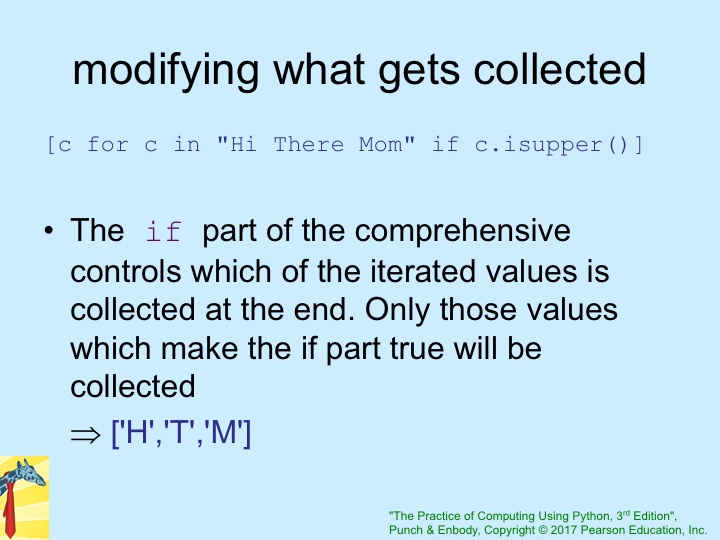 modifying what gets collected
[c for c in "Hi There Mom" if c.isupper()]
• The if part of the comprehensive
controls which of the iterated values is
collected at the end. Only those values
which make the if part true will be
collected
⇒ ['H','T','M']
"The Practice of Computing Using Python, 3rd Edition",
Punch & Enbody, Copyright © 2017 Pearson Education, Inc.